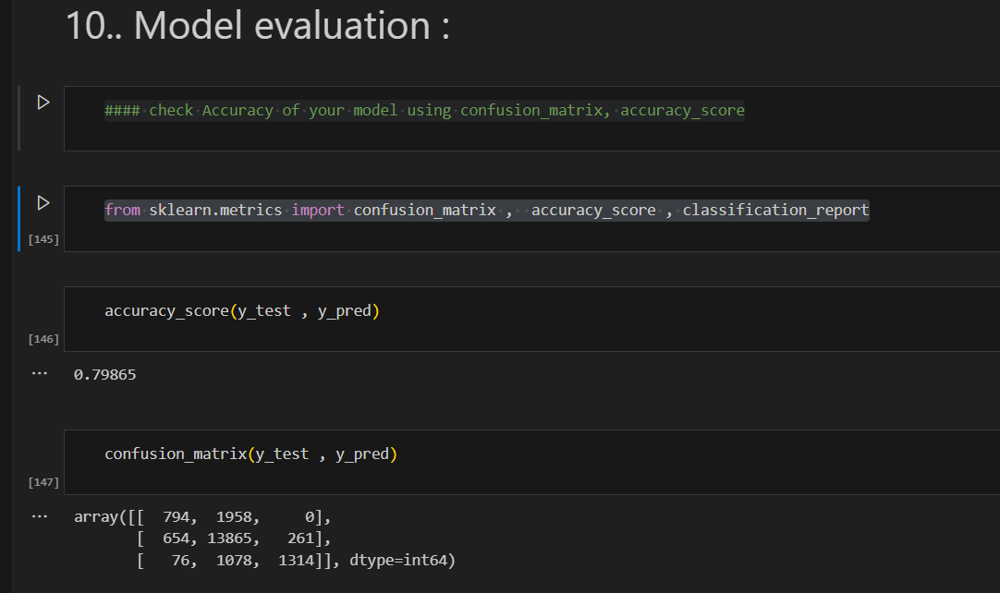 10.. Model evaluation :
#### check Accuracy of your model using confusion_matrix, accuracy_score
from sklearn.metrics import confusion_matrix ,  accuracy_score , classification_report
[145]
accuracy_score(y_test , y_pred)
[146]
... 0.79865
confusion_matrix(y_test , y_pred)
[147]
... array([[  794,  1958,     0],
       [  654, 13865,   261],
       [   76,  1078,  1314]], dtype=int64)